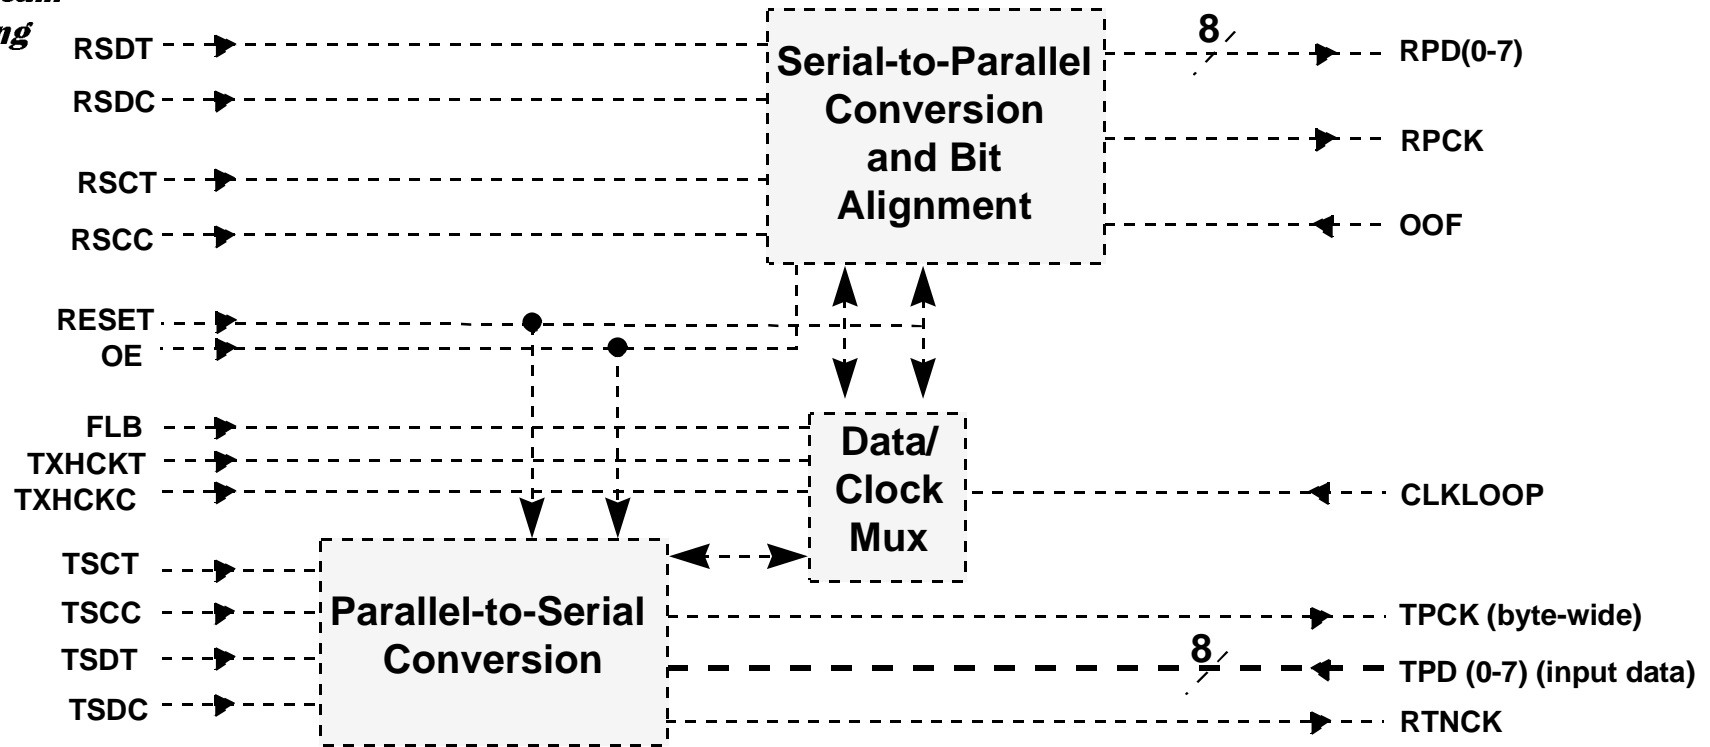 ng
RSDT
RSDC
RSCT
RSCC
RESET
OE
FLB
TXHCKT
TXHCKC
TSCT
TSCC
TSDT
TSDC
Serial-to-Parallel
Conversion
and Bit
Alignment
Data/
Clock
Mux
Parallel-to-Serial
Conversion
8
RPD(0-7)
RPCK
OOF
CLKLOOP
TPCK (byte-wide)
8
TPD (0-7) (input data)
RTNCK